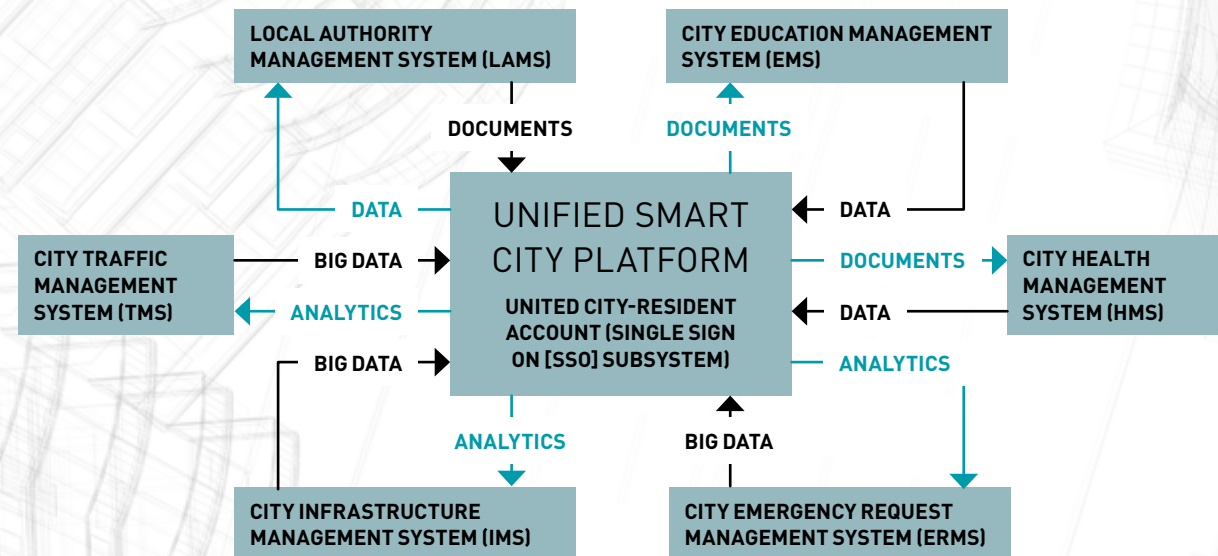 LOCAL AUTHORITY
MANAGEMENT SYSTEM (LAMS)
CITY EDUCATION MANAGEMENT
SYSTEM (EMS)
DOCUMENTS
DOCUMENTS
DATA
UNIFIED SMART
CITY PLATFORM
UNITED CITY-RESIDENT
ACCOUNT (SINGLE SIGN
ON [SSO] SUBSYSTEM)
DATA
CITY TRAFFIC
MANAGEMENT
SYSTEM (TMS)
BIG DATA
ANALYTICS
BIG DATA
DOCUMENTS
DATA
ANALYTICS
CITY HEALTH
MANAGEMENT
SYSTEM (HMS)
ANALYTICS
BIG DATA
CITY INFRASTRUCTURE
MANAGEMENT SYSTEM (IMS)
CITY EMERGENCY REQUEST
MANAGEMENT SYSTEM (ERMS)